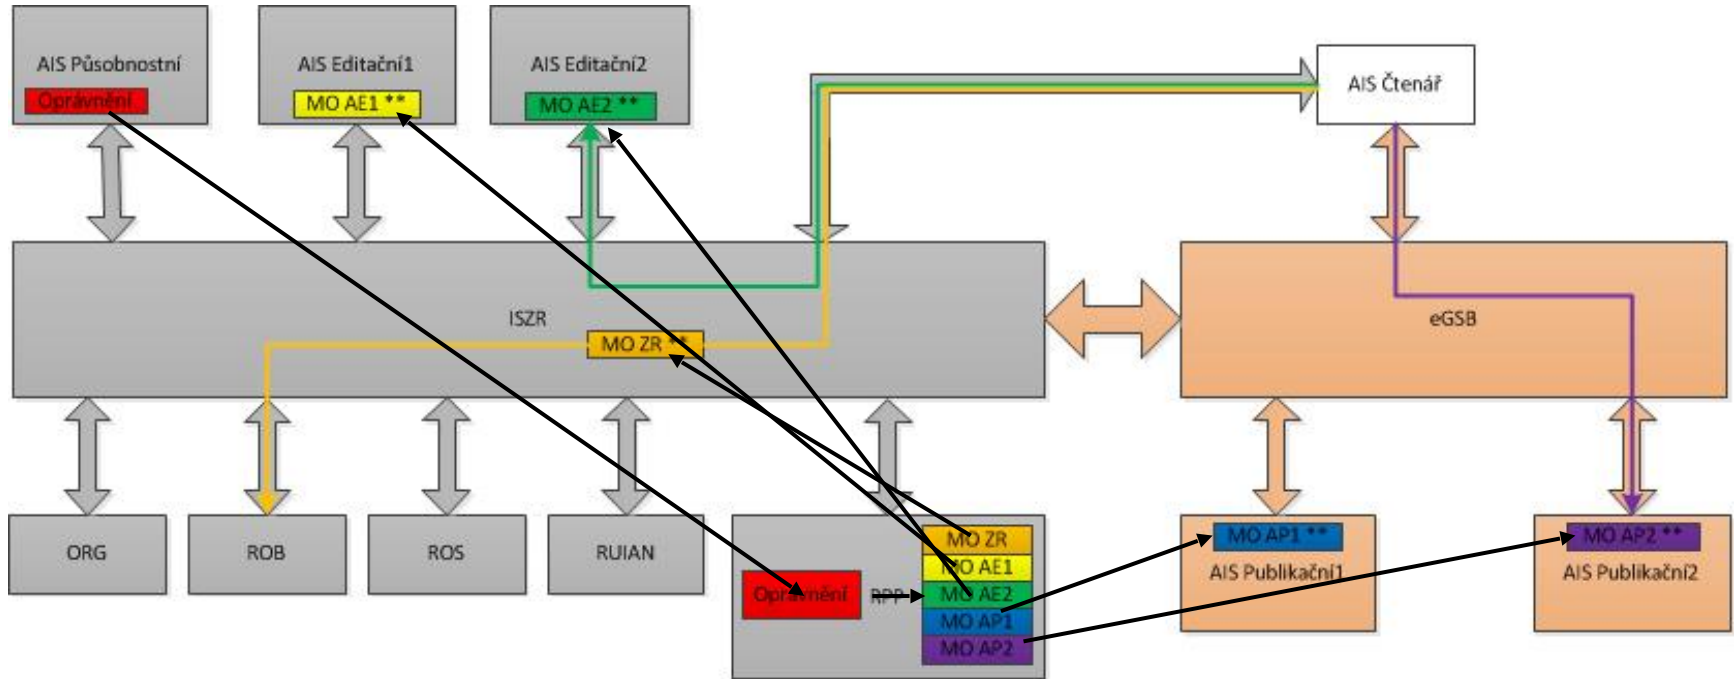 AIS Působnostní
Oprávnění
AIS Editační1
MO AE1 **
AIS Editační2
MO AE2 **
AIS Čtenář
ISZR
MO ZR **
eGSB
ORG
ROB
ROS
RUIAN
Oprávnění
RPP
MO ZR
MO AE1
MO AE2
MO AP1
MO AP2
MO AP1 **
AIS Publikační1
MO AP2 **
AIS Publikační2